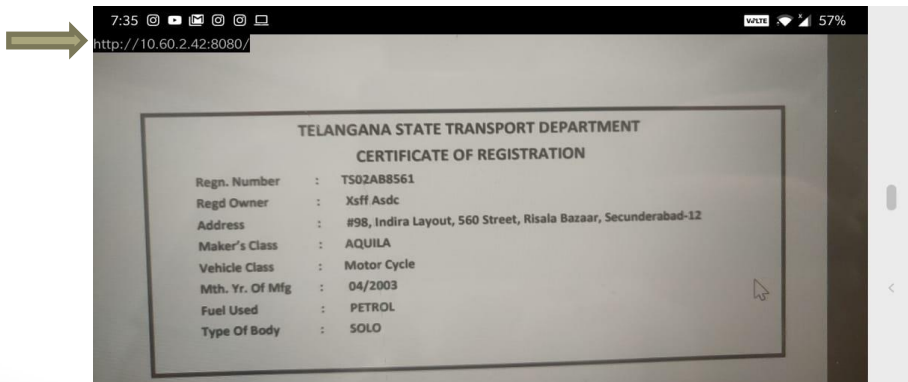 7:35 VoLTE 57%
http://10.60.2.42:8080/
TELANGANA STATE TRANSPORT DEPARTMENT
CERTIFICATE OF REGISTRATION
Regn. Number : TS02AB8561
Regd Owner : Xsff Asdc
Address : #98, Indira Layout, 560 Street, Risala Bazaar, Secunderabad-12
Maker's Class : AQUILA
Vehicle Class : Motor Cycle
Mth. Yr. Of Mfg : 04/2003
Fuel Used : PETROL
Type Of Body : SOLO